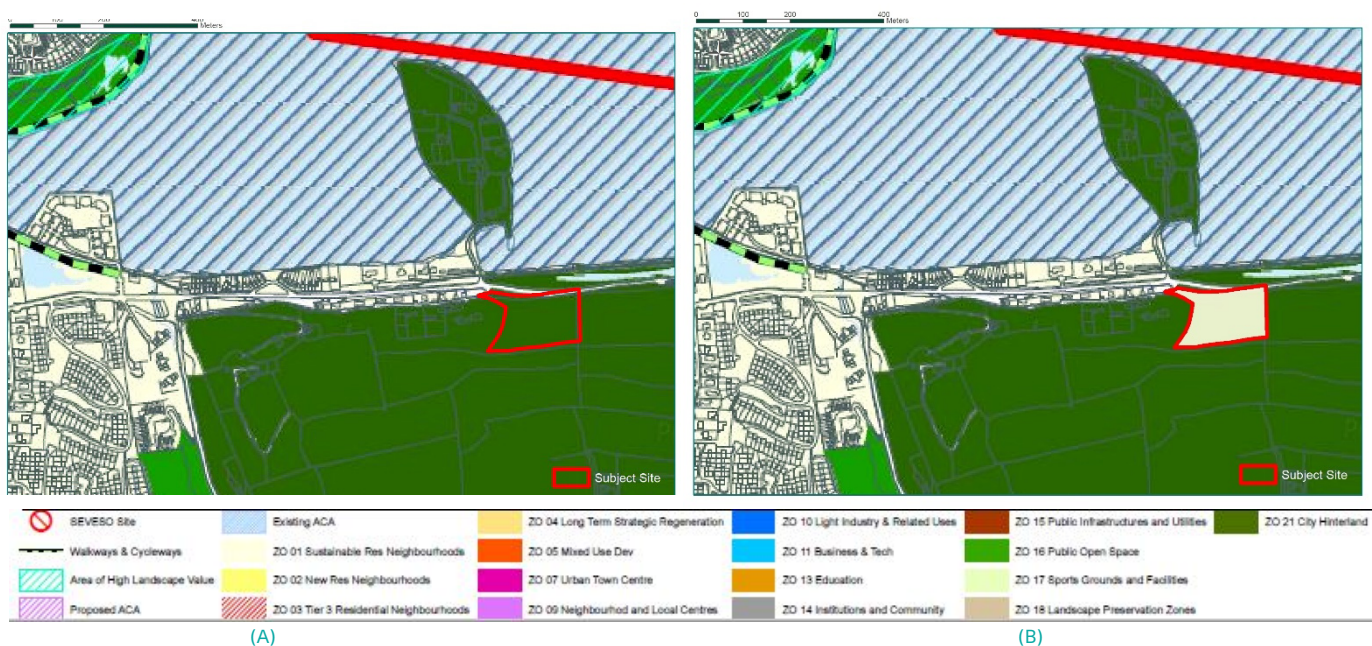 0 100 200 400
Meters
0 100 200 400
Meters
Subject Site
Subject Site
SEVESO Site
Existing ACA
ZO 04 Long Term Strategic Regeneration
ZO 10 Light Industry & Related Uses
ZO 15 Public Infrastructures and Utilities
ZO 21 City Hinterland
Walkways & Cycleways
ZO 01 Sustainable Res Neighbourhoods
ZO 05 Mixed Use Dev
ZO 11 Business & Tech
ZO 16 Public Open Space
Area of High Landscape Value
ZO 02 New Res Neighbourhoods
ZO 07 Urban Town Centre
ZO 13 Education
ZO 17 Sports Grounds and Facilities
Proposed ACA
ZO 03 Tier 3 Residential Neighbourhoods
ZO 09 Neighbourhod and Local Centres
ZO 14 Institutions and Community
ZO 18 Landscape Preservation Zones
(A)
(B)